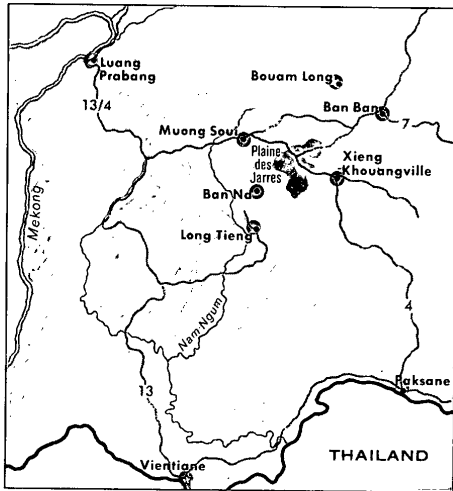 Luang
Prabang
Bouam Long
13/4
Ban Ban
7
Muong Soui
Plaine
des
Jarres
Xieng
Khouangville
Ban Na
Long Tieng
Mekong
Nam Ngum
4
13
Paksane
THAILAND
Vientiane